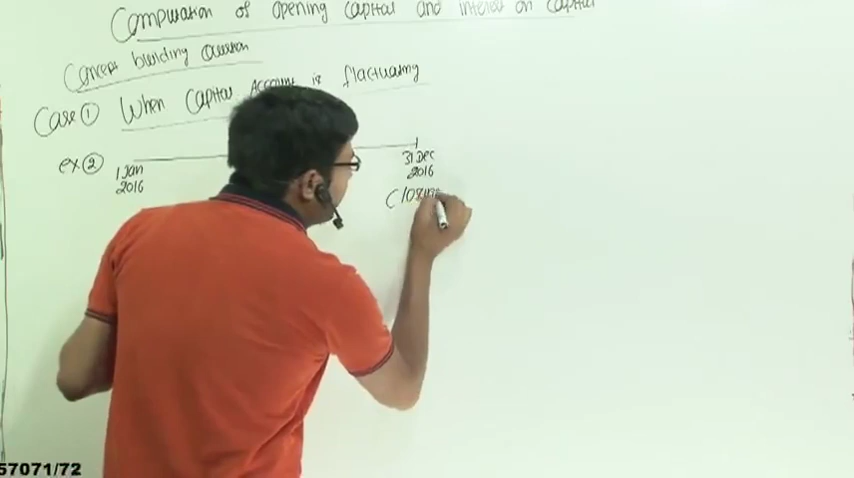 Computation of Opening Capital and interest on Capital
Concept building Question
Case ① When Capital Account is flactuating
ex ② 1 Jan 31 Dec
2016 2016
(closing
57071/72